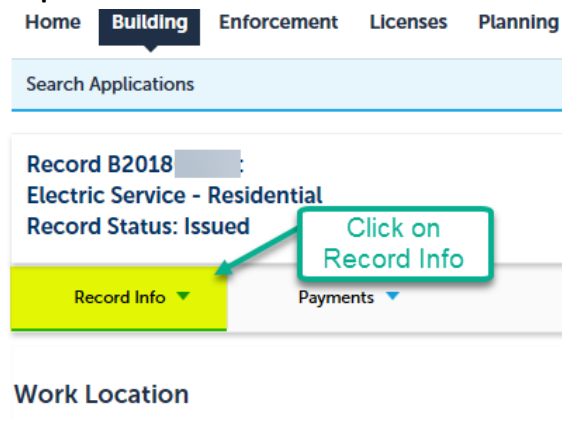 Home Building Enforcement Licenses Planning
Search Applications
Record B2018 :
Electric Service - Residential
Record Status: Issued
Click on
Record Info
Record Info Payments
Work Location